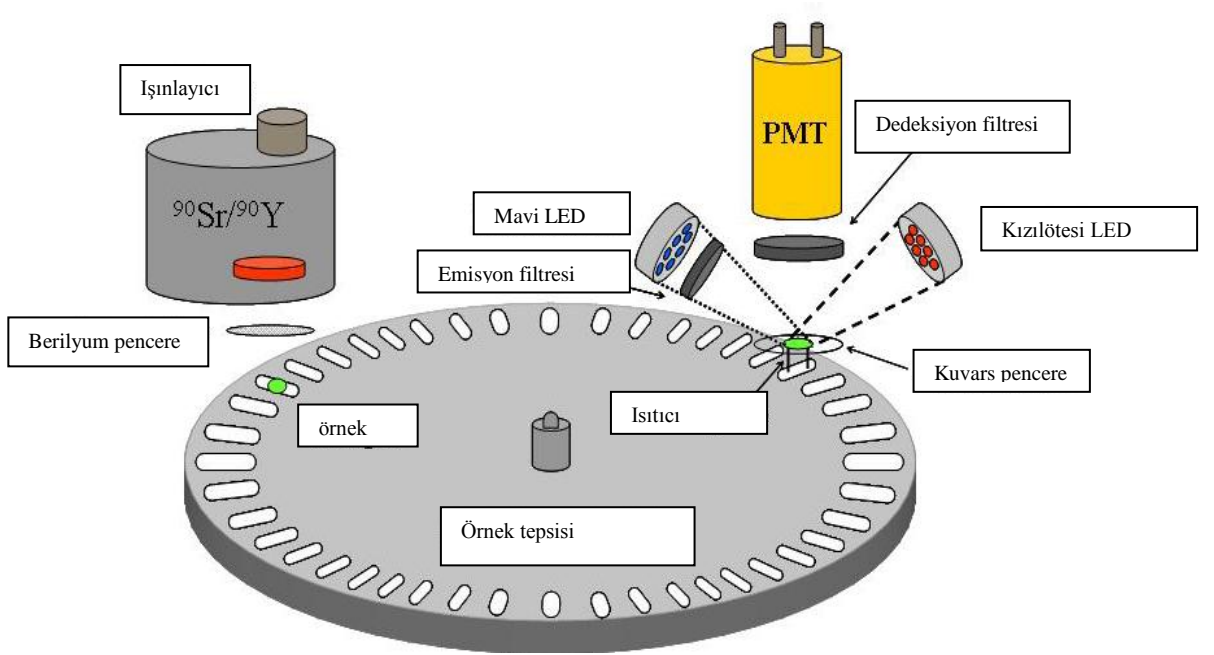 Işınlayıcı
PMT
Dedeksiyon filtresi
⁹⁰Sr/⁹⁰Y
Mavi LED
Kızılötesi LED
Emisyon filtresi
Berilyum pencere
Kuvars pencere
Isıtıcı
örnek
Örnek tepsisi